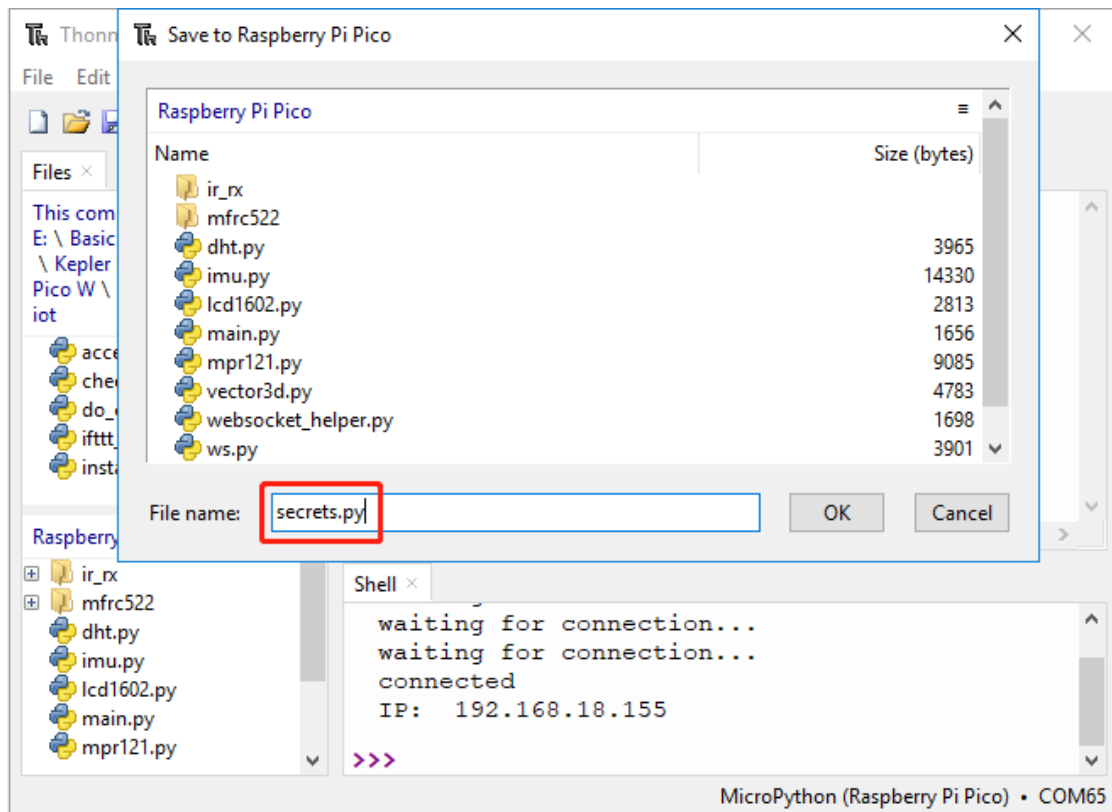 Thonn
Save to Raspberry Pi Pico
File Edit
Raspberry Pi Pico
Name Size (bytes)
ir_rx
mfrc522
dht.py 3965
imu.py 14330
lcd1602.py 2813
main.py 1656
mpr121.py 9085
vector3d.py 4783
websocket_helper.py 1698
ws.py 3901
File name: secrets.py OK Cancel
Files
This com
E: \ Basic
\ Kepler
Pico W \
iot
acce
che
do_
ifttt_
insta
Raspberry
ir_rx
mfrc522
dht.py
imu.py
lcd1602.py
main.py
mpr121.py
Shell
waiting for connection...
waiting for connection...
connected
IP: 192.168.18.155
>>>
MicroPython (Raspberry Pi Pico) • COM65